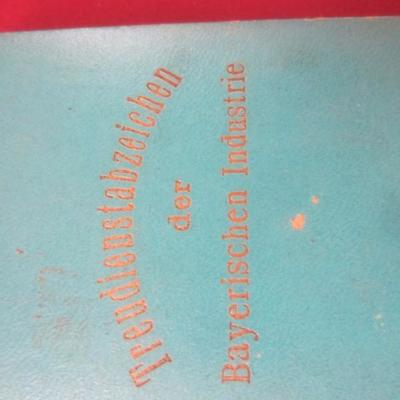 Treudienstabzeichen
der
Bayerischen Industrie